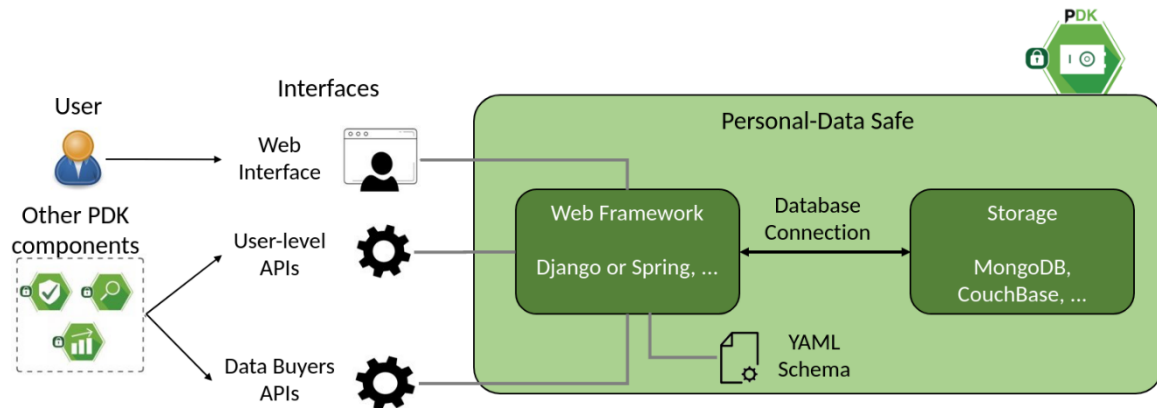 PDK
Interfaces
User
Personal-Data Safe
Web
Interface
Other PDK
components
User-level
APIs
Web Framework
Django or Spring, ...
Database
Connection
Storage
MongoDB,
CouchBase, ...
YAML
Schema
Data Buyers
APIs